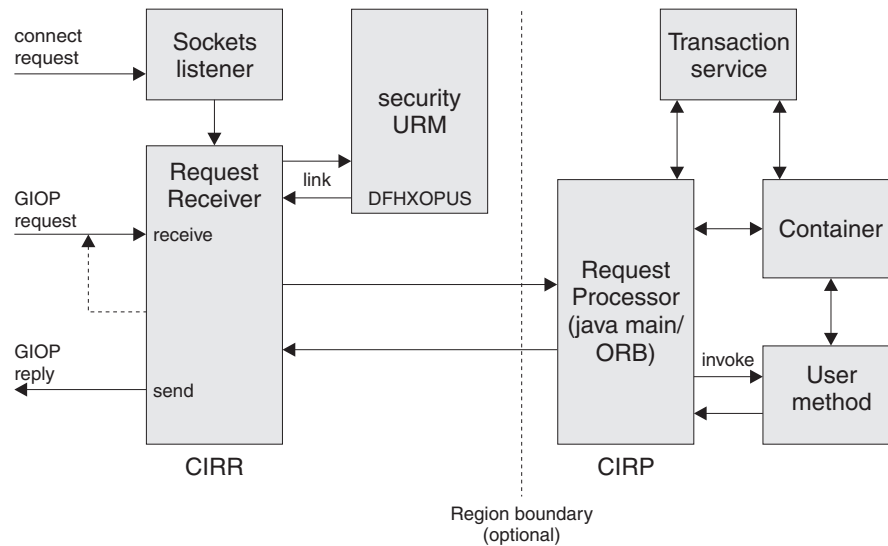 connect
request
Sockets
listener
security
URM
DFHXOPUS
link
Request
Receiver
GIOP
request
receive
GIOP
reply
send
CIRR
Region boundary
(optional)
Transaction
service
Request
Processor
(java main/
ORB)
CIRP
Container
invoke
User
method